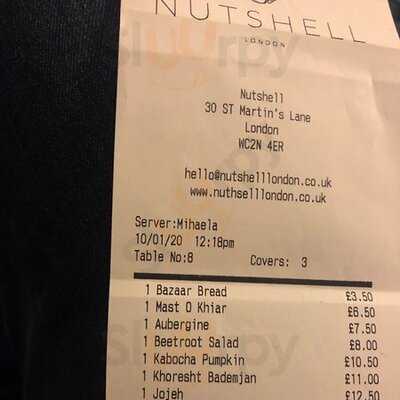 NUTSHELL
LONDON
Nutshell
30 ST Martin's Lane
London
WC2N 4ER
hello@nutshelllondon.co.uk
www.nuthselllondon.co.uk
Server:Mihaela
10/01/20 12:18pm
Table No:8 Covers: 3
1 Bazaar Bread £3.50
1 Mast O Khiar £6.50
1 Aubergine £7.50
1 Beetroot Salad £8.00
1 Kabocha Pumpkin £10.50
1 Khoresht Bademjan £11.00
1 Jojeh £12.50